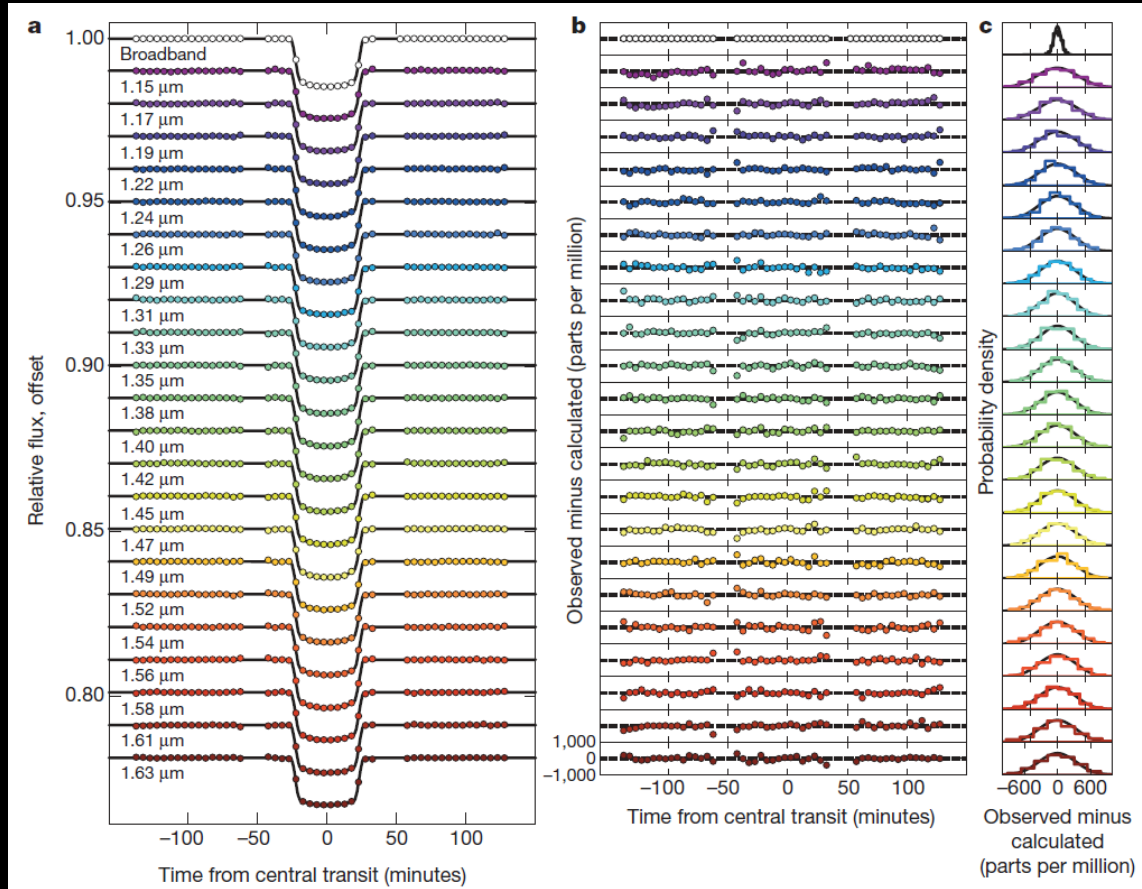 a
b
c
1.00
0.95
0.90
0.85
0.80
Relative flux, offset
Broadband
1.15 μm
1.17 μm
1.19 μm
1.22 μm
1.24 μm
1.26 μm
1.29 μm
1.31 μm
1.33 μm
1.35 μm
1.38 μm
1.40 μm
1.42 μm
1.45 μm
1.47 μm
1.49 μm
1.52 μm
1.54 μm
1.56 μm
1.58 μm
1.61 μm
1.63 μm
−100 −50 0 50 100
Time from central transit (minutes)
Observed minus calculated (parts per million)
1,000
0
−1,000
−100 −50 0 50 100
Time from central transit (minutes)
Probability density
−600 0 600
Observed minus
calculated
(parts per million)